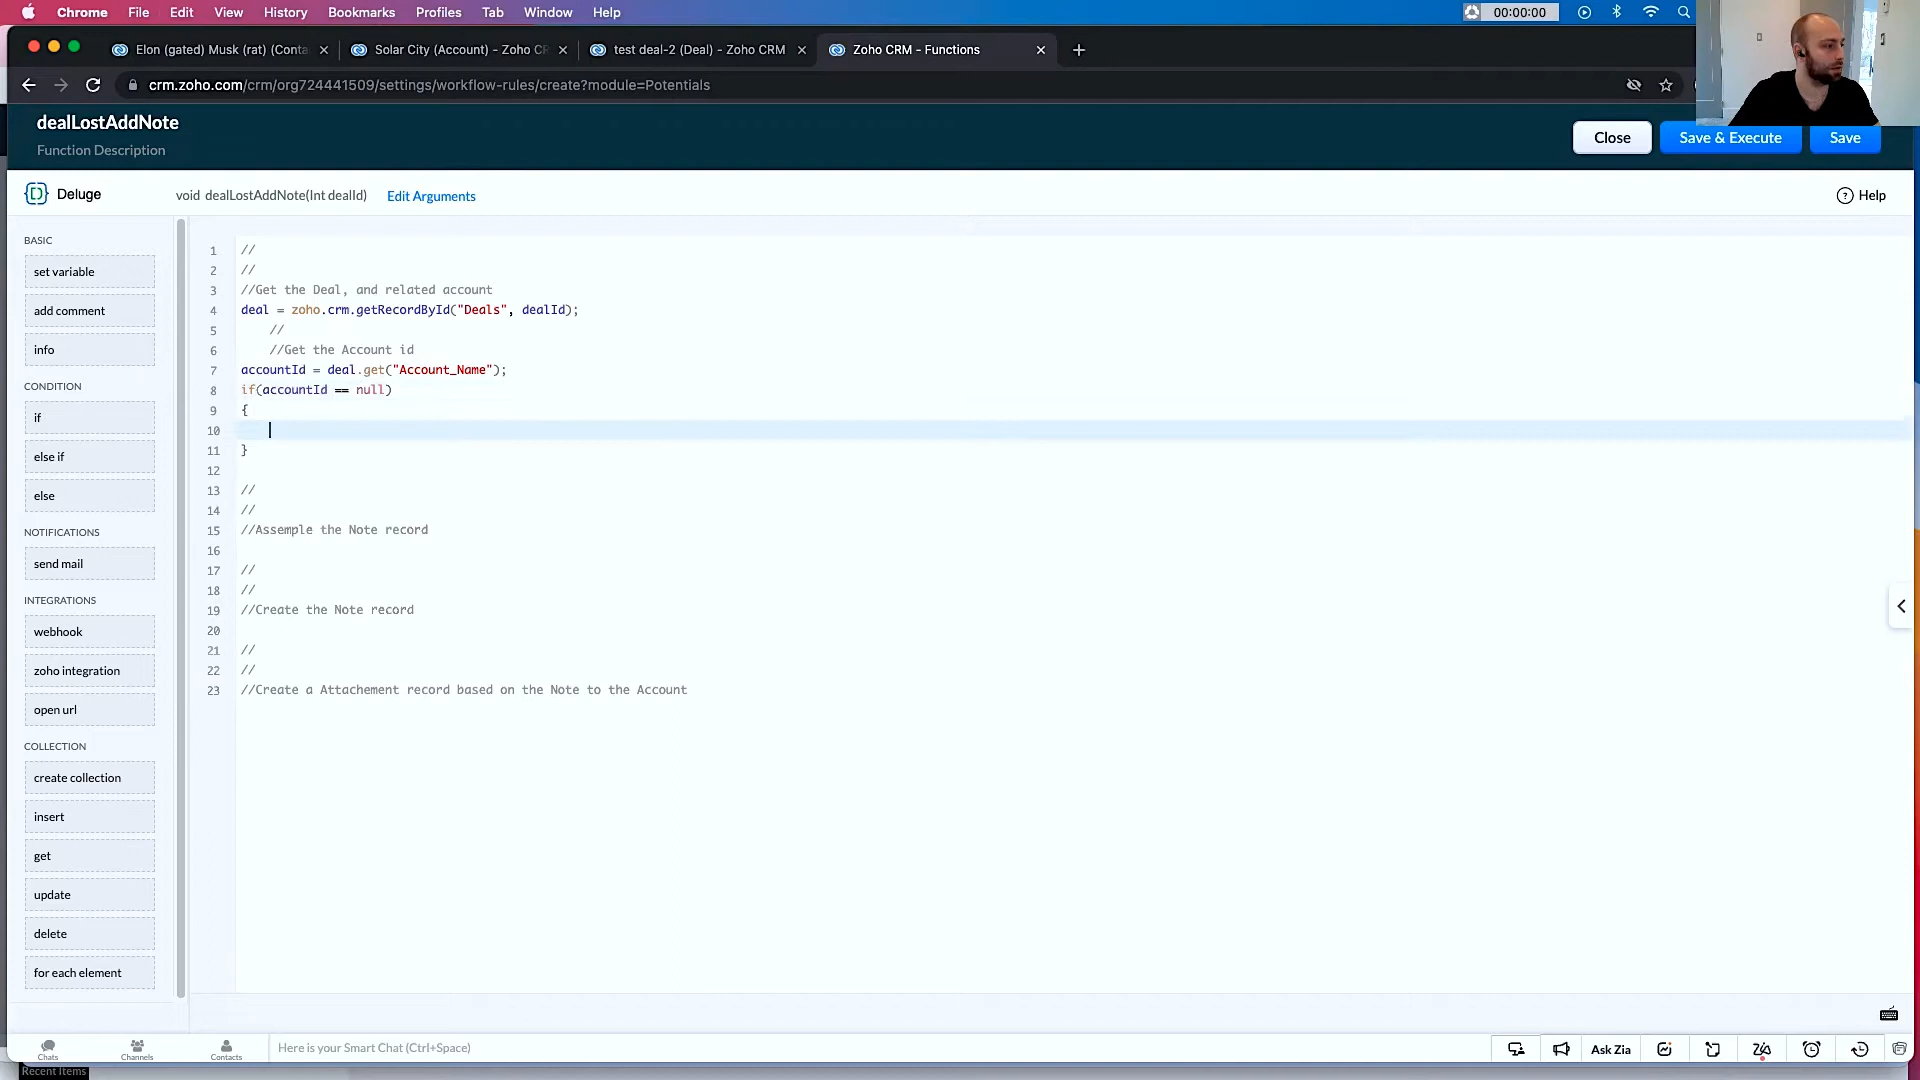 Chrome File Edit View History Bookmarks Profiles Tab Window Help 00:00:00
Elon (gated) Musk (rat) (Conta Solar City (Account) - Zoho CR test deal-2 (Deal) - Zoho CRM Zoho CRM - Functions
crm.zoho.com/crm/org724441509/settings/workflow-rules/create?module=Potentials
dealLostAddNote
Function Description
Close Save & Execute Save
Deluge void dealLostAddNote(Int dealId) Edit Arguments Help
BASIC
set variable
add comment
info
CONDITION
if
else if
else
NOTIFICATIONS
send mail
INTEGRATIONS
webhook
zoho integration
open url
COLLECTION
create collection
insert
get
update
delete
for each element
1 //
2 //
3 //Get the Deal, and related account
4 deal = zoho.crm.getRecordById("Deals", dealId);
5 //
6 //Get the Account id
7 accountId = deal.get("Account_Name");
8 if(accountId == null)
9 {
10
11 }
12
13 //
14 //
15 //Assemple the Note record
16
17 //
18 //
19 //Create the Note record
20
21 //
22 //
23 //Create a Attachement record based on the Note to the Account
Chats Channels Contacts Here is your Smart Chat (Ctrl+Space) Ask Zia
Recent Items